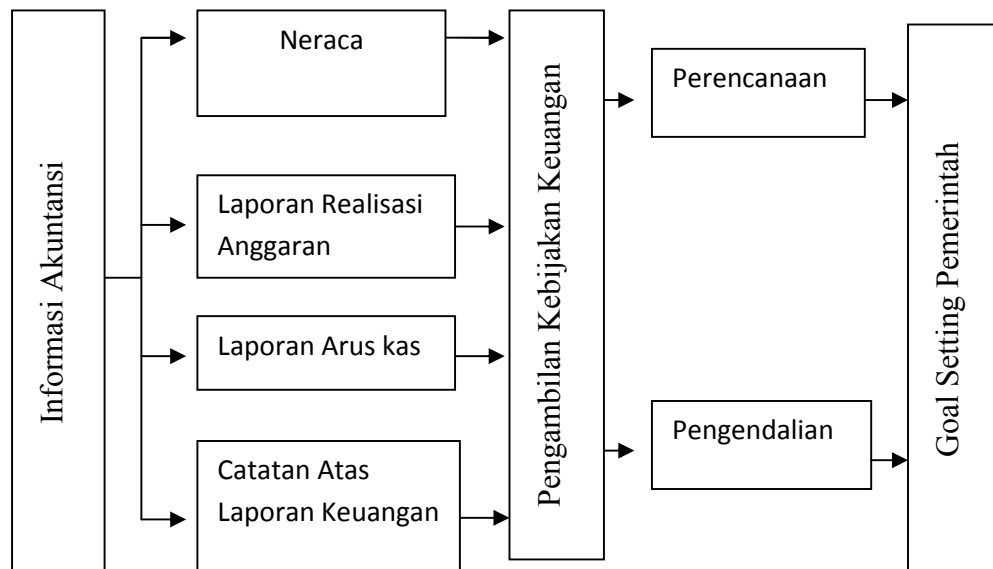 Informasi Akuntansi
Neraca
Laporan Realisasi
Anggaran
Laporan Arus kas
Catatan Atas
Laporan Keuangan
Pengambilan Kebijakan Keuangan
Perencanaan
Pengendalian
Goal Setting Pemerintah